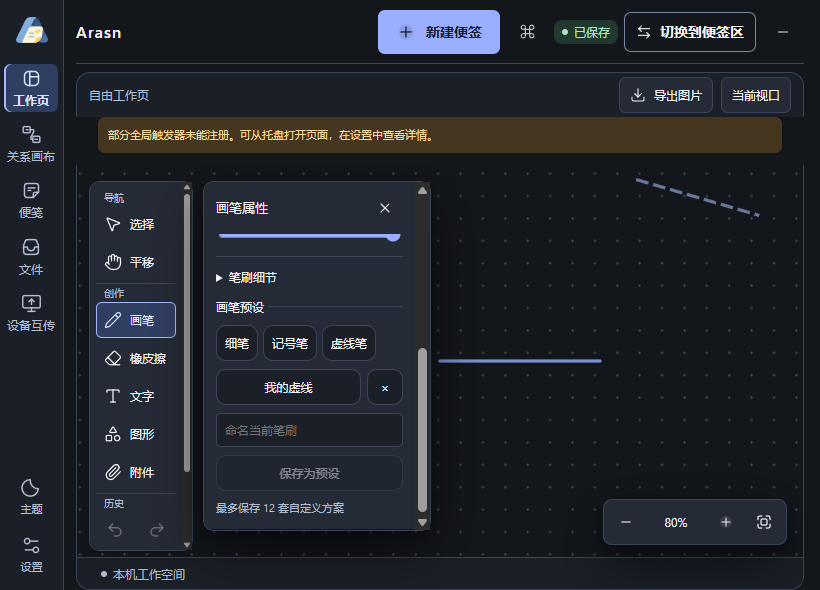 Arasn
新建便签
已保存
切换到便签区
工作页
关系画布
便笺
文件
设备互传
主题
设置
自由工作页
导出图片
当前视口
部分全局触发器未能注册。可从托盘打开页面，在设置中查看详情。
导航
选择
平移
创作
画笔
橡皮擦
文字
图形
附件
历史
画笔属性
笔刷细节
画笔预设
细笔 记号笔 虚线笔
我的虚线 ×
命名当前笔刷
保存为预设
最多保存 12 套自定义方案
80%
本机工作空间